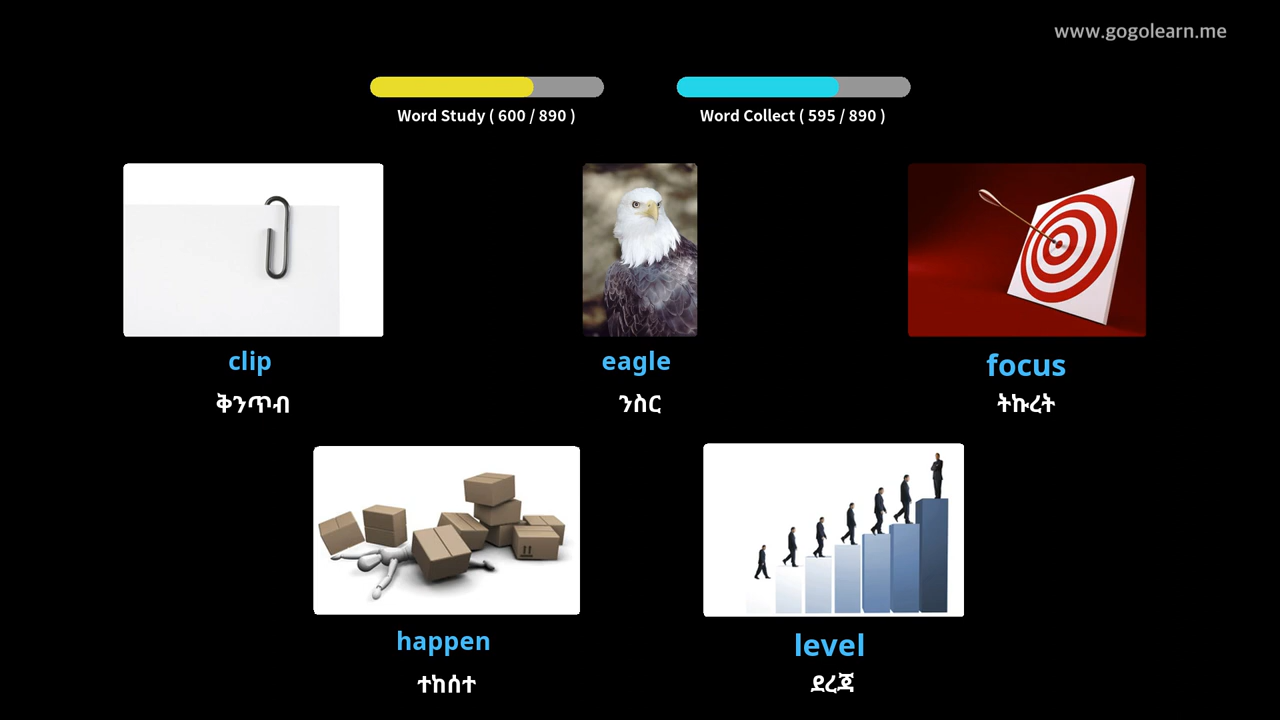 www.gogolearn.me
Word Study ( 600 / 890 )
Word Collect ( 595 / 890 )
clip
ቅንጥብ
eagle
ንስር
focus
ትኩረት
happen
ተከሰተ
level
ደረጃ